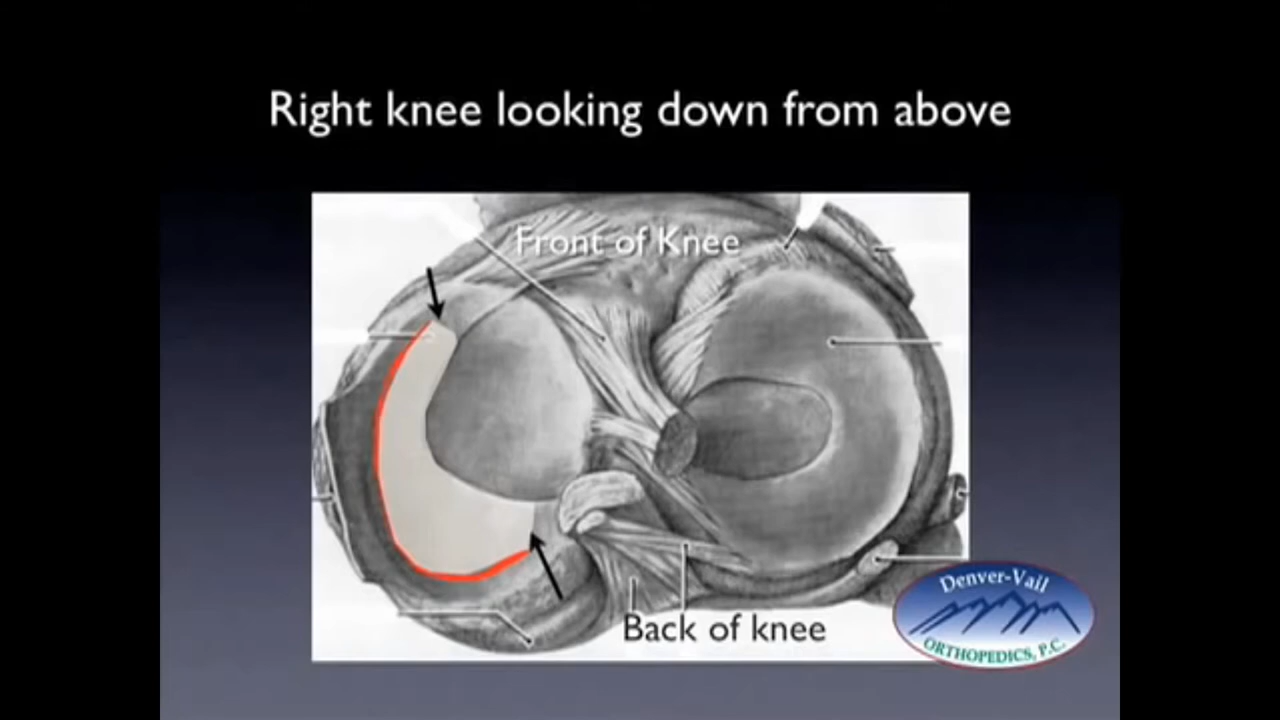 Right knee looking down from above
Front of Knee
Back of knee
Denver-Vail
ORTHOPEDICS, P.C.